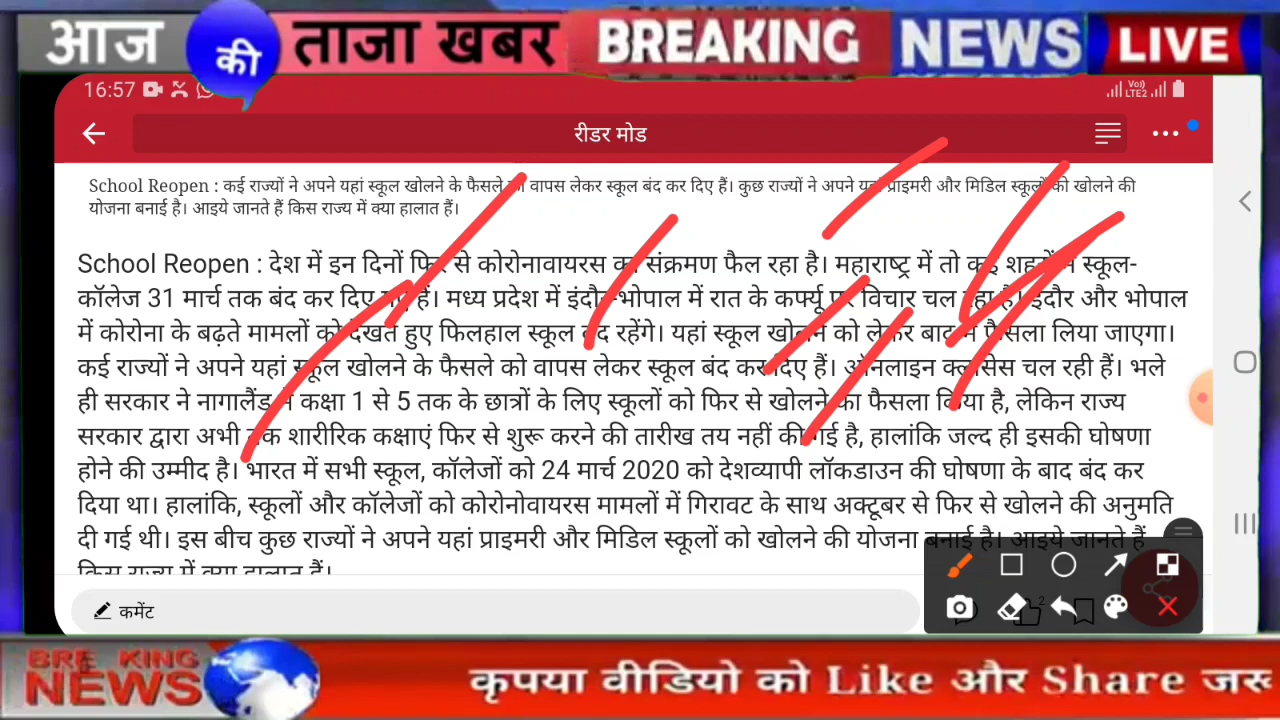 आज की ताजा खबर BREAKING NEWS LIVE
16:57 Vo) LTE2
रीडर मोड
School Reopen : कई राज्यों ने अपने यहां स्कूल खोलने के फैसले को वापस लेकर स्कूल बंद कर दिए हैं। कुछ राज्यों ने अपने यहां प्राइमरी और मिडिल स्कूलों को खोलने की
योजना बनाई है। आइये जानते हैं किस राज्य में क्या हालात हैं।
School Reopen : देश में इन दिनों फिर से कोरोनावायरस का संक्रमण फैल रहा है। महाराष्ट्र में तो कई शहरों में स्कूल-
कॉलेज 31 मार्च तक बंद कर दिए गए हैं। मध्य प्रदेश में इंदौर-भोपाल में रात के कर्फ्यू पर विचार चल रहा है। इंदौर और भोपाल
में कोरोना के बढ़ते मामलों को देखते हुए फिलहाल स्कूल बंद रहेंगे। यहां स्कूल खोलने को लेकर बाद में फैसला लिया जाएगा।
कई राज्यों ने अपने यहां स्कूल खोलने के फैसले को वापस लेकर स्कूल बंद कर दिए हैं। ऑनलाइन क्लासेस चल रही हैं। भले
ही सरकार ने नागालैंड में कक्षा 1 से 5 तक के छात्रों के लिए स्कूलों को फिर से खोलने का फैसला किया है, लेकिन राज्य
सरकार द्वारा अभी तक शारीरिक कक्षाएं फिर से शुरू करने की तारीख तय नहीं की गई है, हालांकि जल्द ही इसकी घोषणा
होने की उम्मीद है। भारत में सभी स्कूल, कॉलेजों को 24 मार्च 2020 को देशव्यापी लॉकडाउन की घोषणा के बाद बंद कर
दिया था। हालांकि, स्कूलों और कॉलेजों को कोरोनोवायरस मामलों में गिरावट के साथ अक्टूबर से फिर से खोलने की अनुमति
दी गई थी। इस बीच कुछ राज्यों ने अपने यहां प्राइमरी और मिडिल स्कूलों को खोलने की योजना बनाई है। आइये जानते हैं
किस राज्य में क्या हालात हैं।
कमेंट
2
BREAKING NEWS कृपया वीडियो को Like और Share जरू